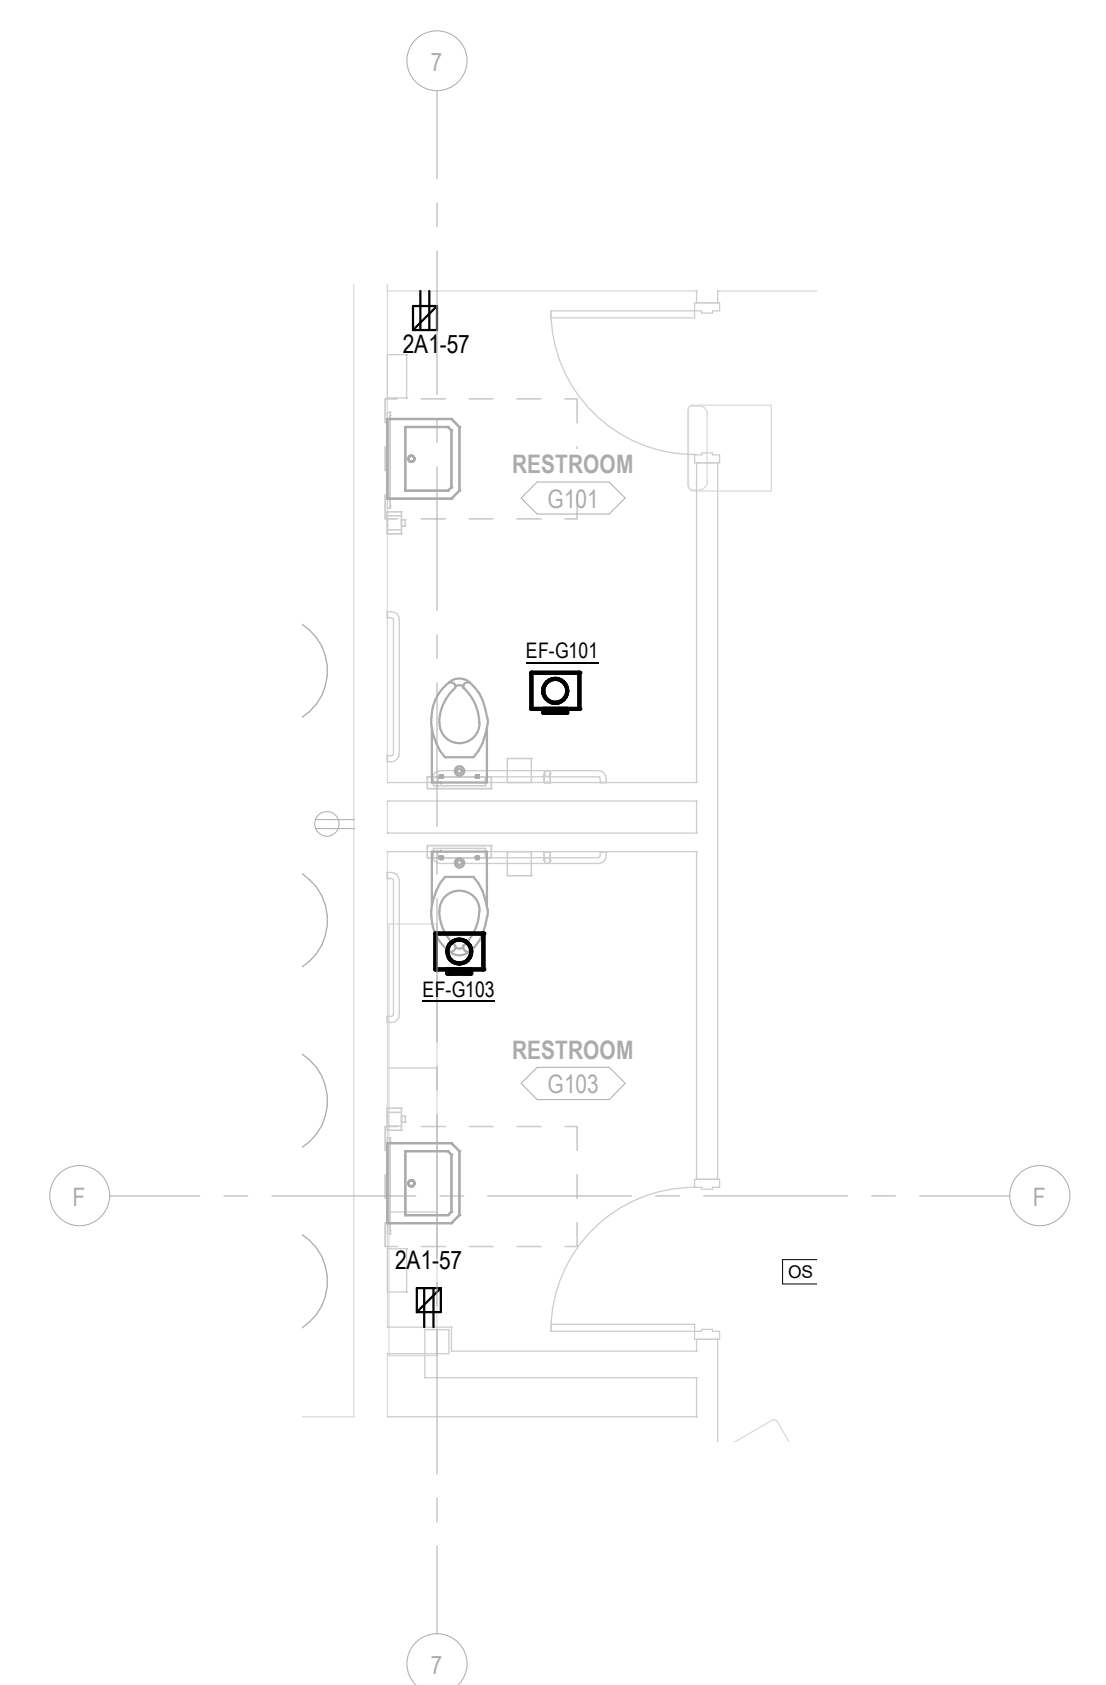 7
2A1-57
RESTROOM
G101
EF-G101
EF-G103
RESTROOM
G103
F
F
2A1-57
OS
7